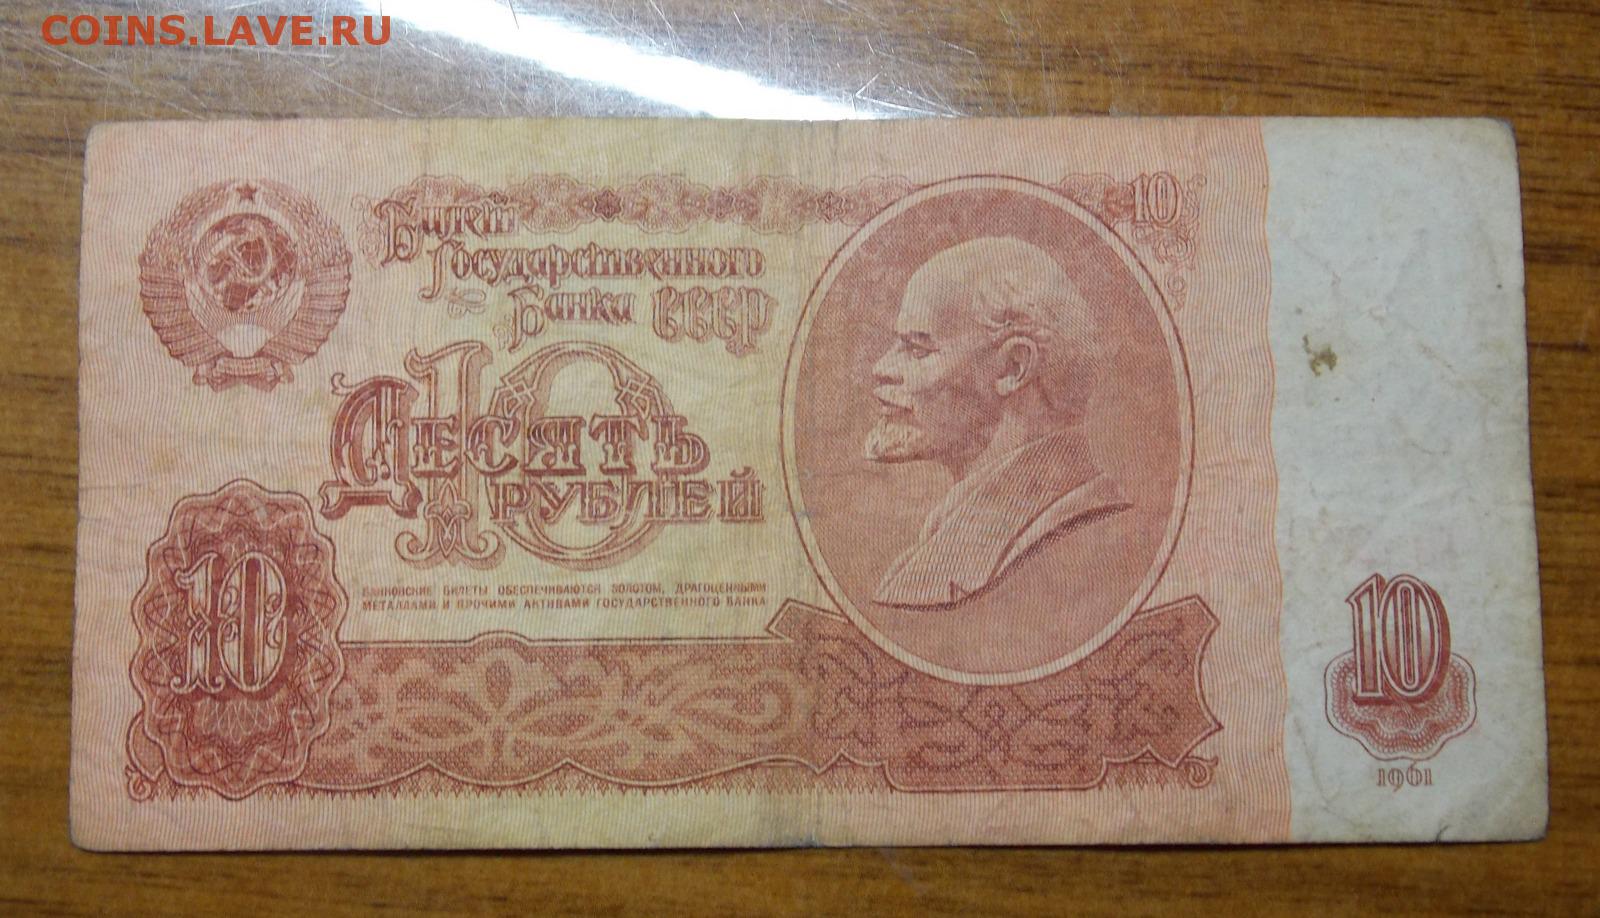 COINS.LAVE.RU
Билет
Государственного
Банка СССР
10
10
Десять
рублей
БАНКОВСКИЕ БИЛЕТЫ ОБЕСПЕЧИВАЮТСЯ ЗОЛОТОМ, ДРАГОЦЕННЫМИ
МЕТАЛЛАМИ И ПРОЧИМИ АКТИВАМИ ГОСУДАРСТВЕННОГО БАНКА
10
10
1961